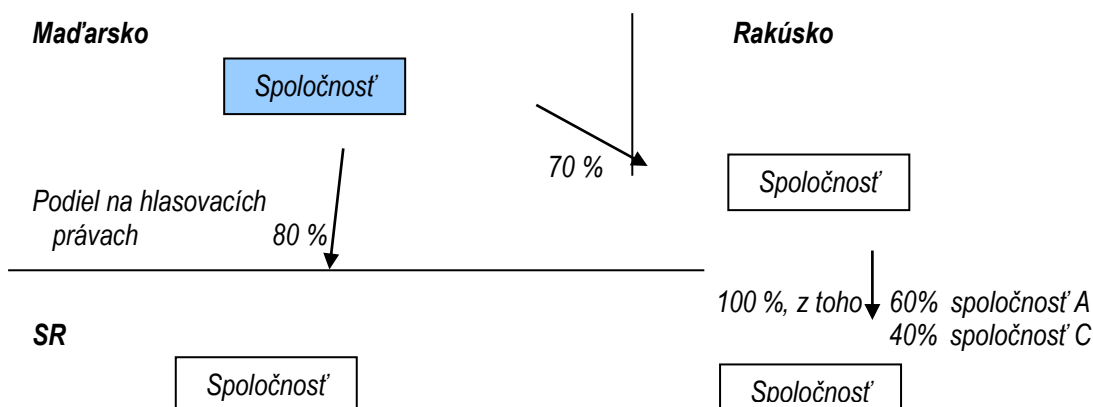 Maďarsko
Rakúsko
Spoločnosť
70 %
Spoločnosť
Podiel na hlasovacích
právach 80 %
100 %, z toho 60% spoločnosť A
40% spoločnosť C
SR
Spoločnosť
Spoločnosť